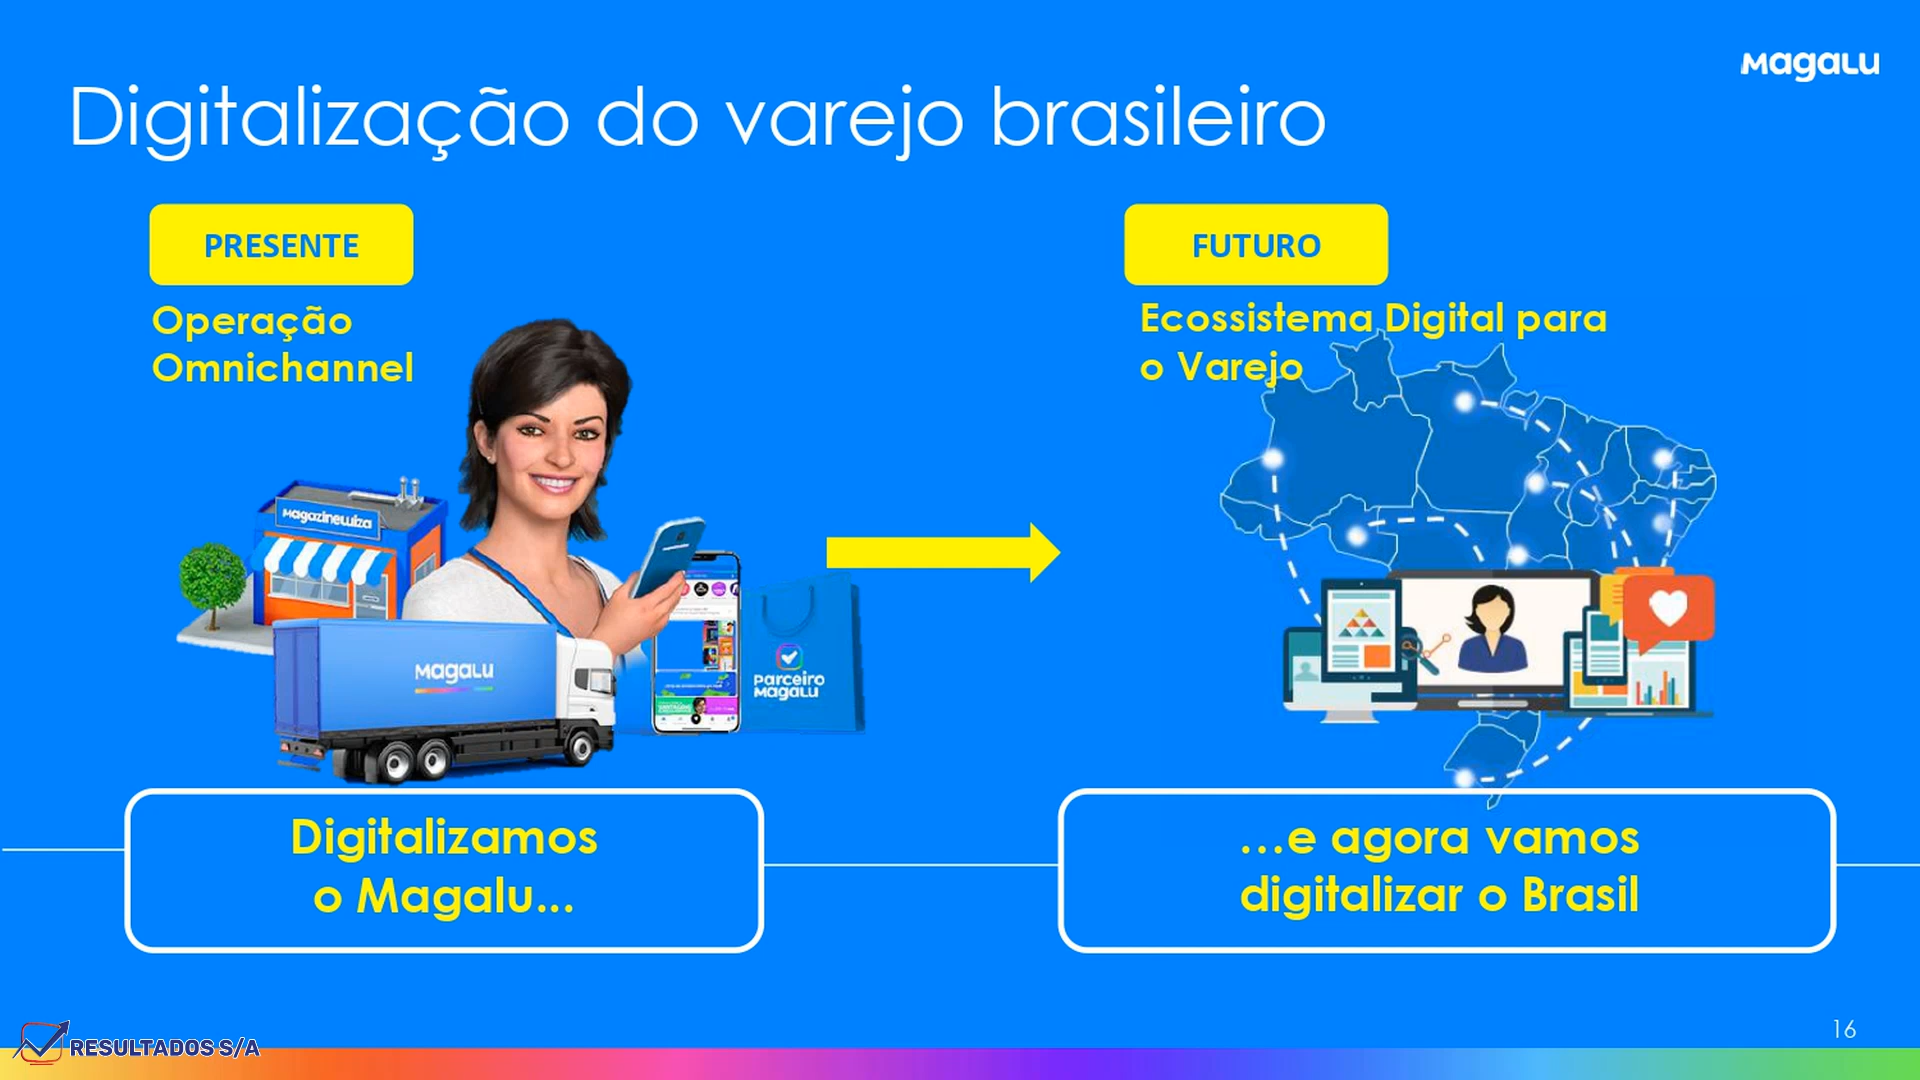 magaLu
Digitalização do varejo brasileiro
PRESENTE
Operação
Omnichannel
FUTURO
Ecossistema Digital para
o Varejo
magazineLuiza
magaLu
parceiro
magaLu
Digitalizamos
o Magalu...
...e agora vamos
digitalizar o Brasil
16
RESULTADOS S/A